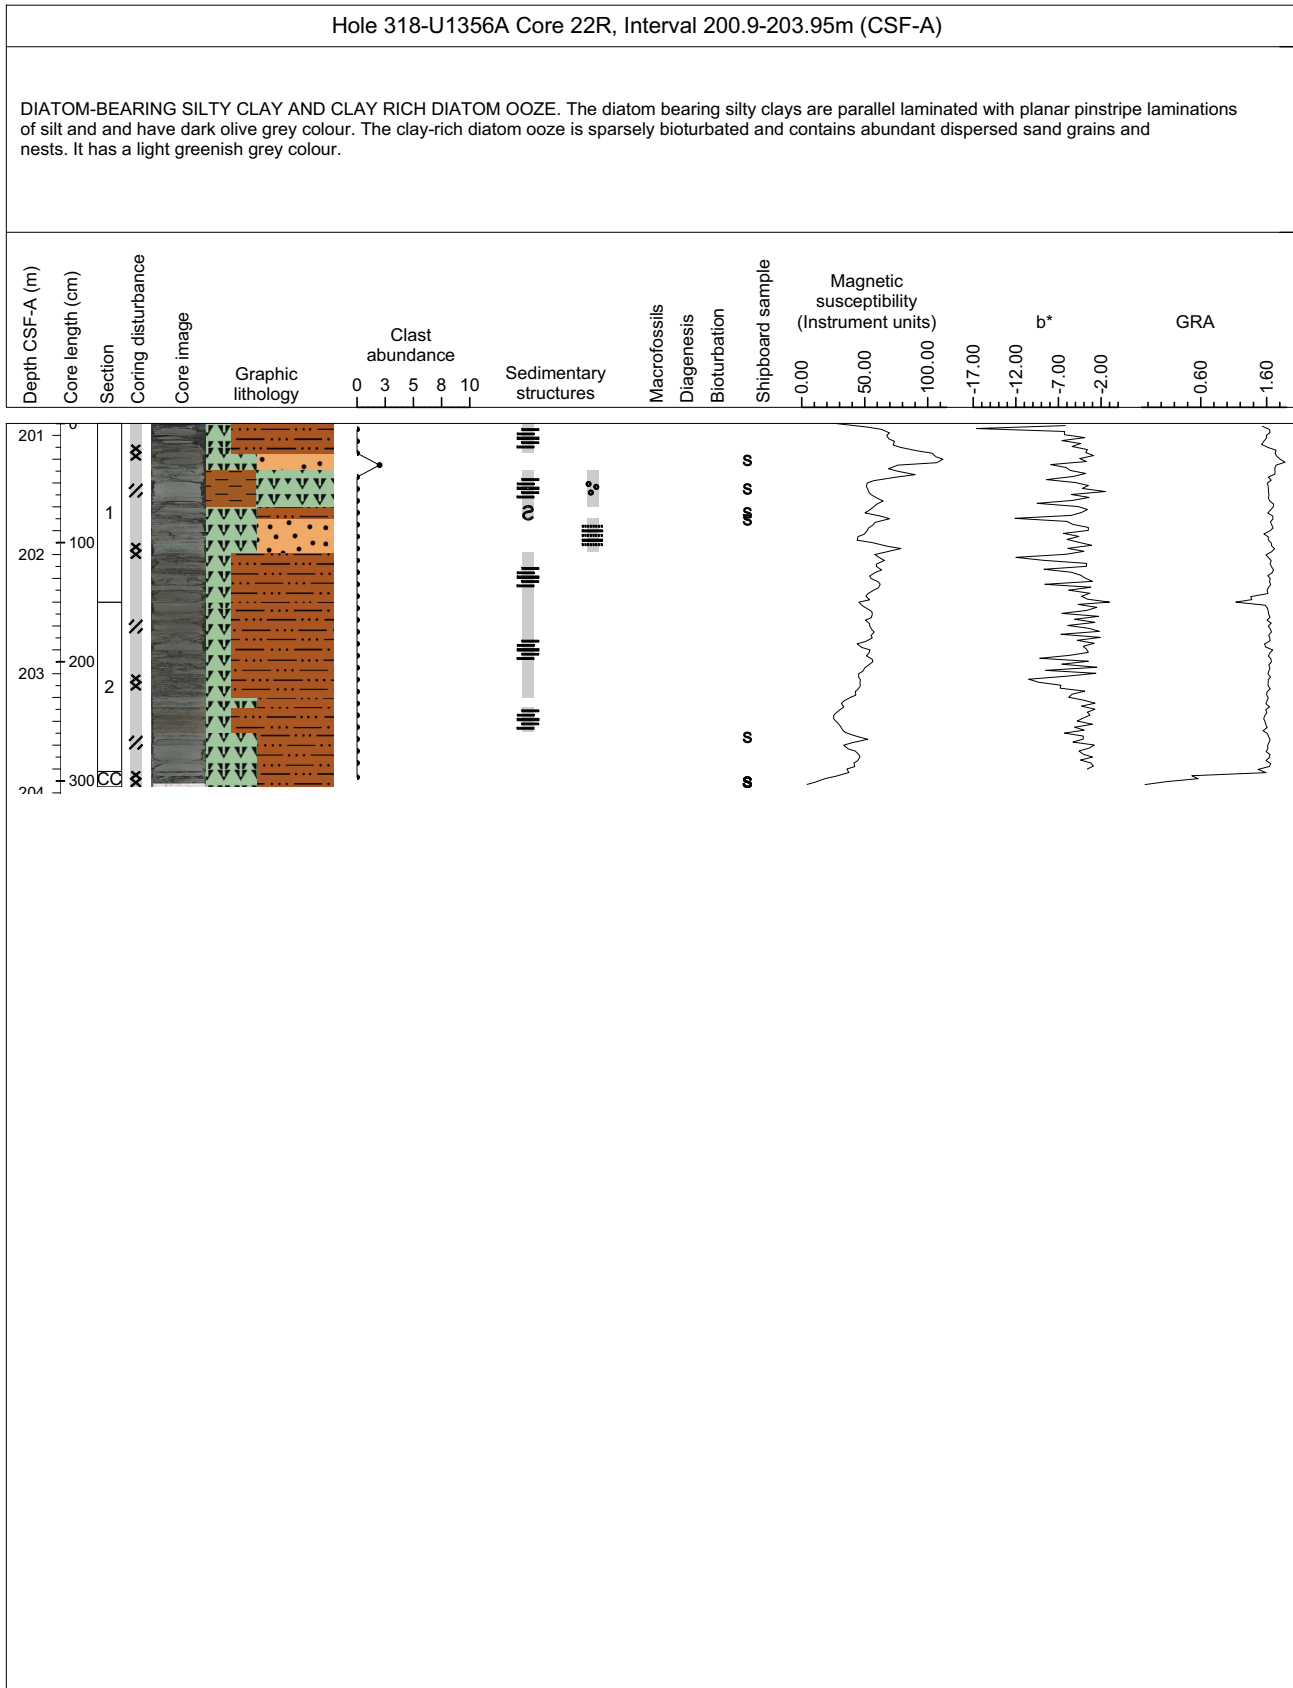 Hole 318-U1356A Core 22R, Interval 200.9-203.95m (CSF-A)
DIATOM-BEARING SILTY CLAY AND CLAY RICH DIATOM OOZE. The diatom bearing silty clays are parallel laminated with planar pinstripe laminations
of silt and and have dark olive grey colour. The clay-rich diatom ooze is sparsely bioturbated and contains abundant dispersed sand grains and
nests. It has a light greenish grey colour.
Depth CSF-A (m)
Core length (cm)
Section
Coring disturbance
Core image
Graphic
lithology
Clast
abundance
0 3 5 8 10
Sedimentary
structures
Macrofossils
Diagenesis
Bioturbation
Shipboard sample
Magnetic
susceptibility
(Instrument units)
0.00 50.00 100.00
b*
-17.00 -12.00 -7.00 -2.00
GRA
0.60 1.60
0
201
S
S
1
S
S
100
202
200
203
2
S
300 CC
S
204